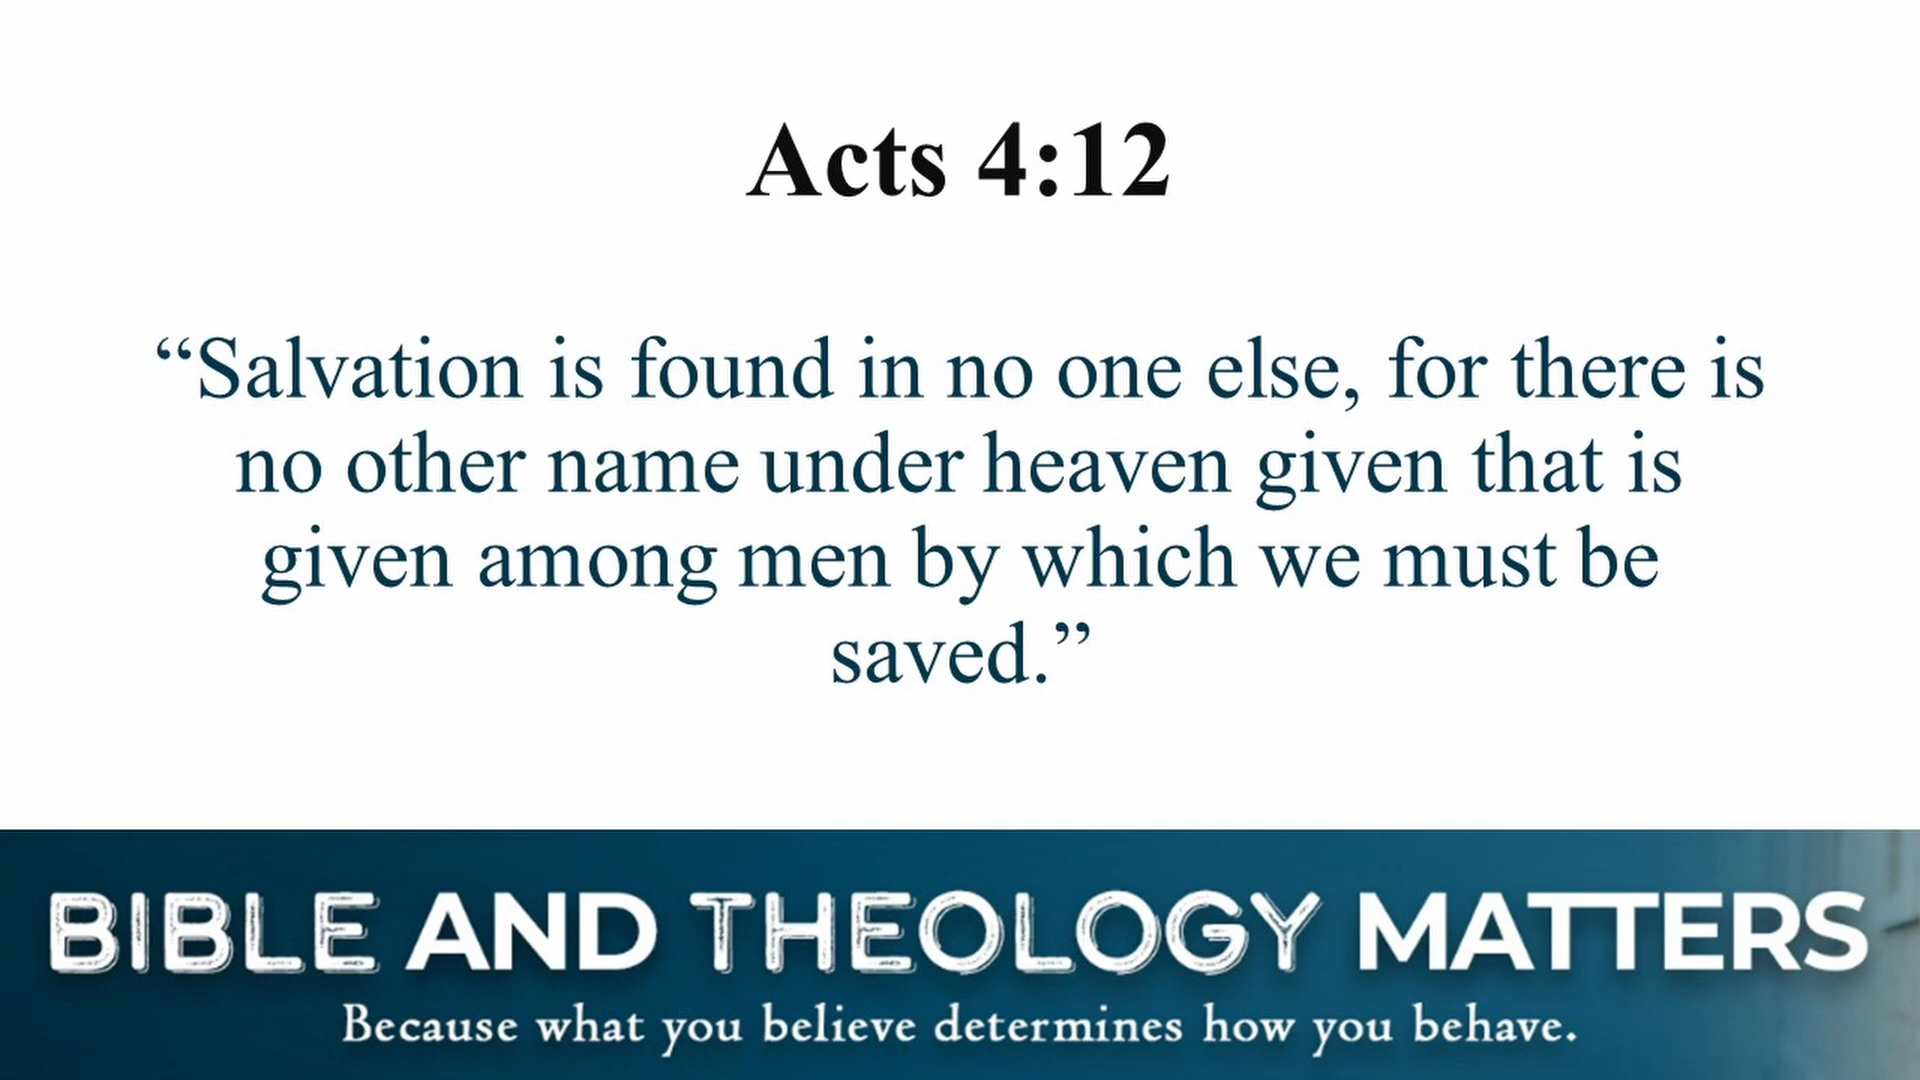 Acts 4:12
“Salvation is found in no one else, for there is
no other name under heaven given that is
given among men by which we must be
saved.”
BIBLE AND THEOLOGY MATTERS
Because what you believe determines how you behave.